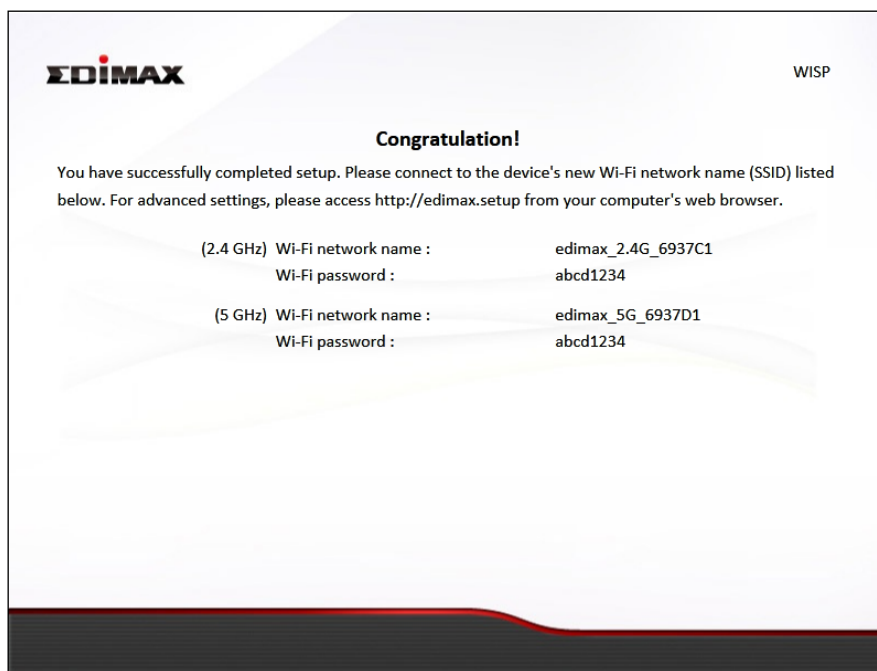 EDIMAX
WISP
Congratulation!
You have successfully completed setup. Please connect to the device's new Wi-Fi network name (SSID) listed
below. For advanced settings, please access http://edimax.setup from your computer's web browser.
(2.4 GHz) Wi-Fi network name : edimax_2.4G_6937C1
Wi-Fi password : abcd1234
(5 GHz) Wi-Fi network name : edimax_5G_6937D1
Wi-Fi password : abcd1234